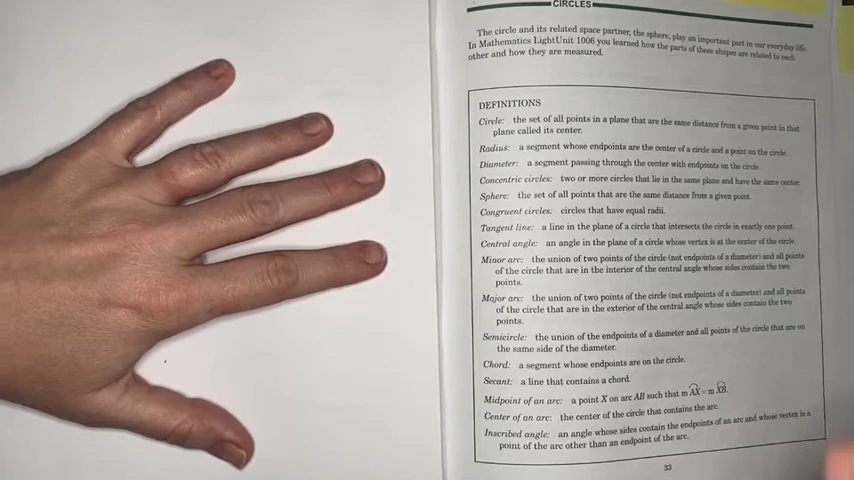 CIRCLES
The circle and its related space partner, the sphere, play an important part in our everyday life.
In Mathematics LightUnit 1006 you learned how the parts of these shapes are related to each
other and how they are measured.
DEFINITIONS
Circle: the set of all points in a plane that are the same distance from a given point in that
plane called its center.
Radius: a segment whose endpoints are the center of a circle and a point on the circle.
Diameter: a segment passing through the center with endpoints on the circle.
Concentric circles: two or more circles that lie in the same plane and have the same center.
Sphere: the set of all points that are the same distance from a given point.
Congruent circles: circles that have equal radii.
Tangent line: a line in the plane of a circle that intersects the circle in exactly one point.
Central angle: an angle in the plane of a circle whose vertex is at the center of the circle.
Minor arc: the union of two points of the circle (not endpoints of a diameter) and all points
of the circle that are in the interior of the central angle whose sides contain the two
points.
Major arc: the union of two points of the circle (not endpoints of a diameter) and all points
of the circle that are in the exterior of the central angle whose sides contain the two
points.
Semicircle: the union of the endpoints of a diameter and all points of the circle that are on
the same side of the diameter.
Chord: a segment whose endpoints are on the circle.
Secant: a line that contains a chord.
Midpoint of an arc: a point X on arc AB such that m AX = m XB.
Center of an arc: the center of the circle that contains the arc.
Inscribed angle: an angle whose sides contain the endpoints of an arc and whose vertex is a
point of the arc other than an endpoint of the arc.
33